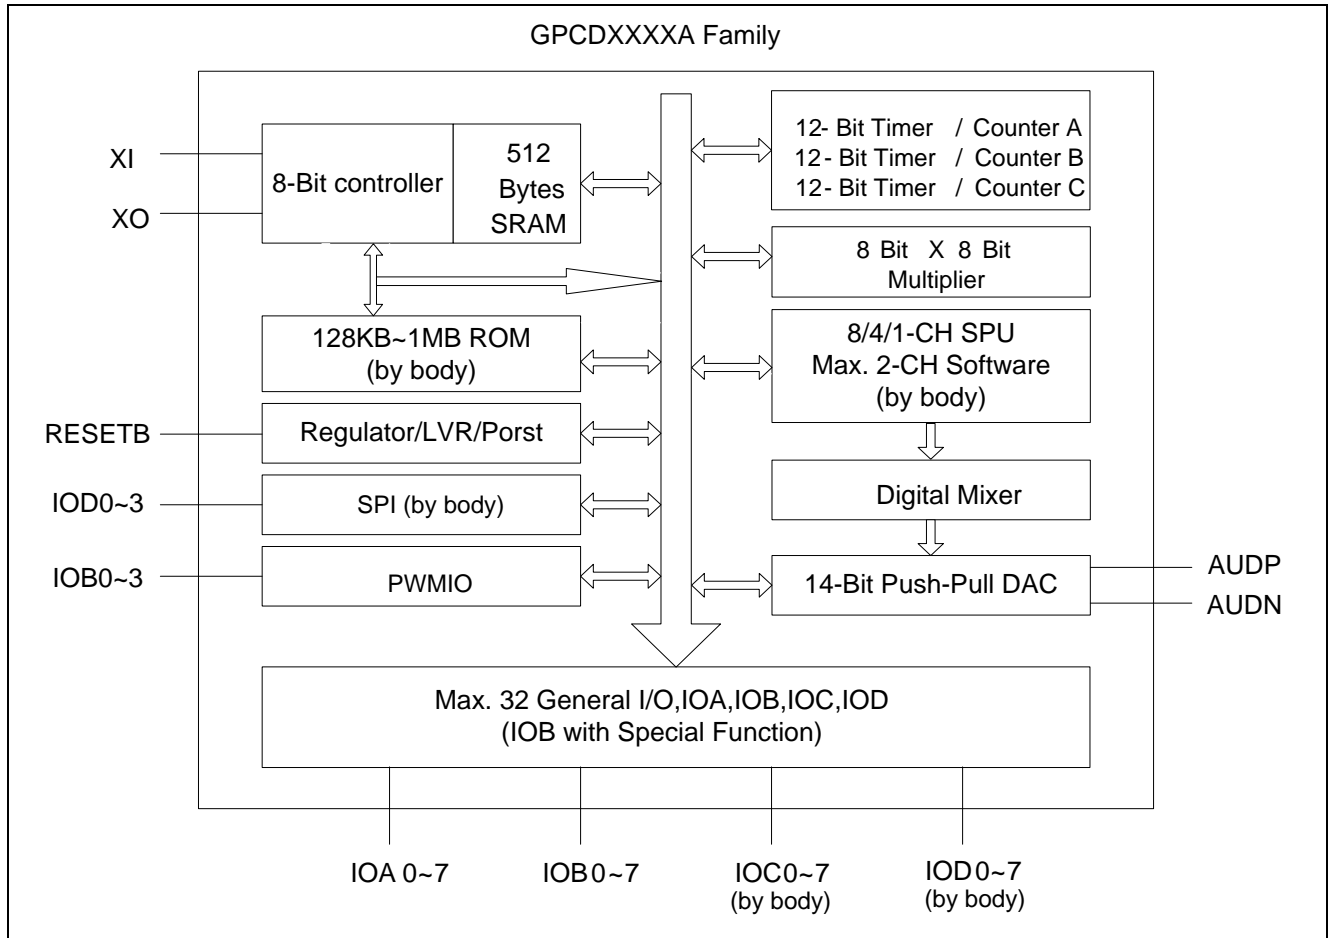 GPCDXXXXA Family
XI
XO
8-Bit controller
512
Bytes
SRAM
12- Bit Timer / Counter A
12- Bit Timer / Counter B
12- Bit Timer / Counter C
8 Bit X 8 Bit
Multiplier
128KB~1MB ROM
(by body)
8/4/1-CH SPU
Max. 2-CH Software
(by body)
RESETB
Regulator/LVR/Porst
IOD0~3
SPI (by body)
Digital Mixer
IOB0~3
PWMIO
14-Bit Push-Pull DAC
AUDP
AUDN
Max. 32 General I/O,IOA,IOB,IOC,IOD
(IOB with Special Function)
IOA 0~7
IOB 0~7
IOC0~7
(by body)
IOD 0~7
(by body)